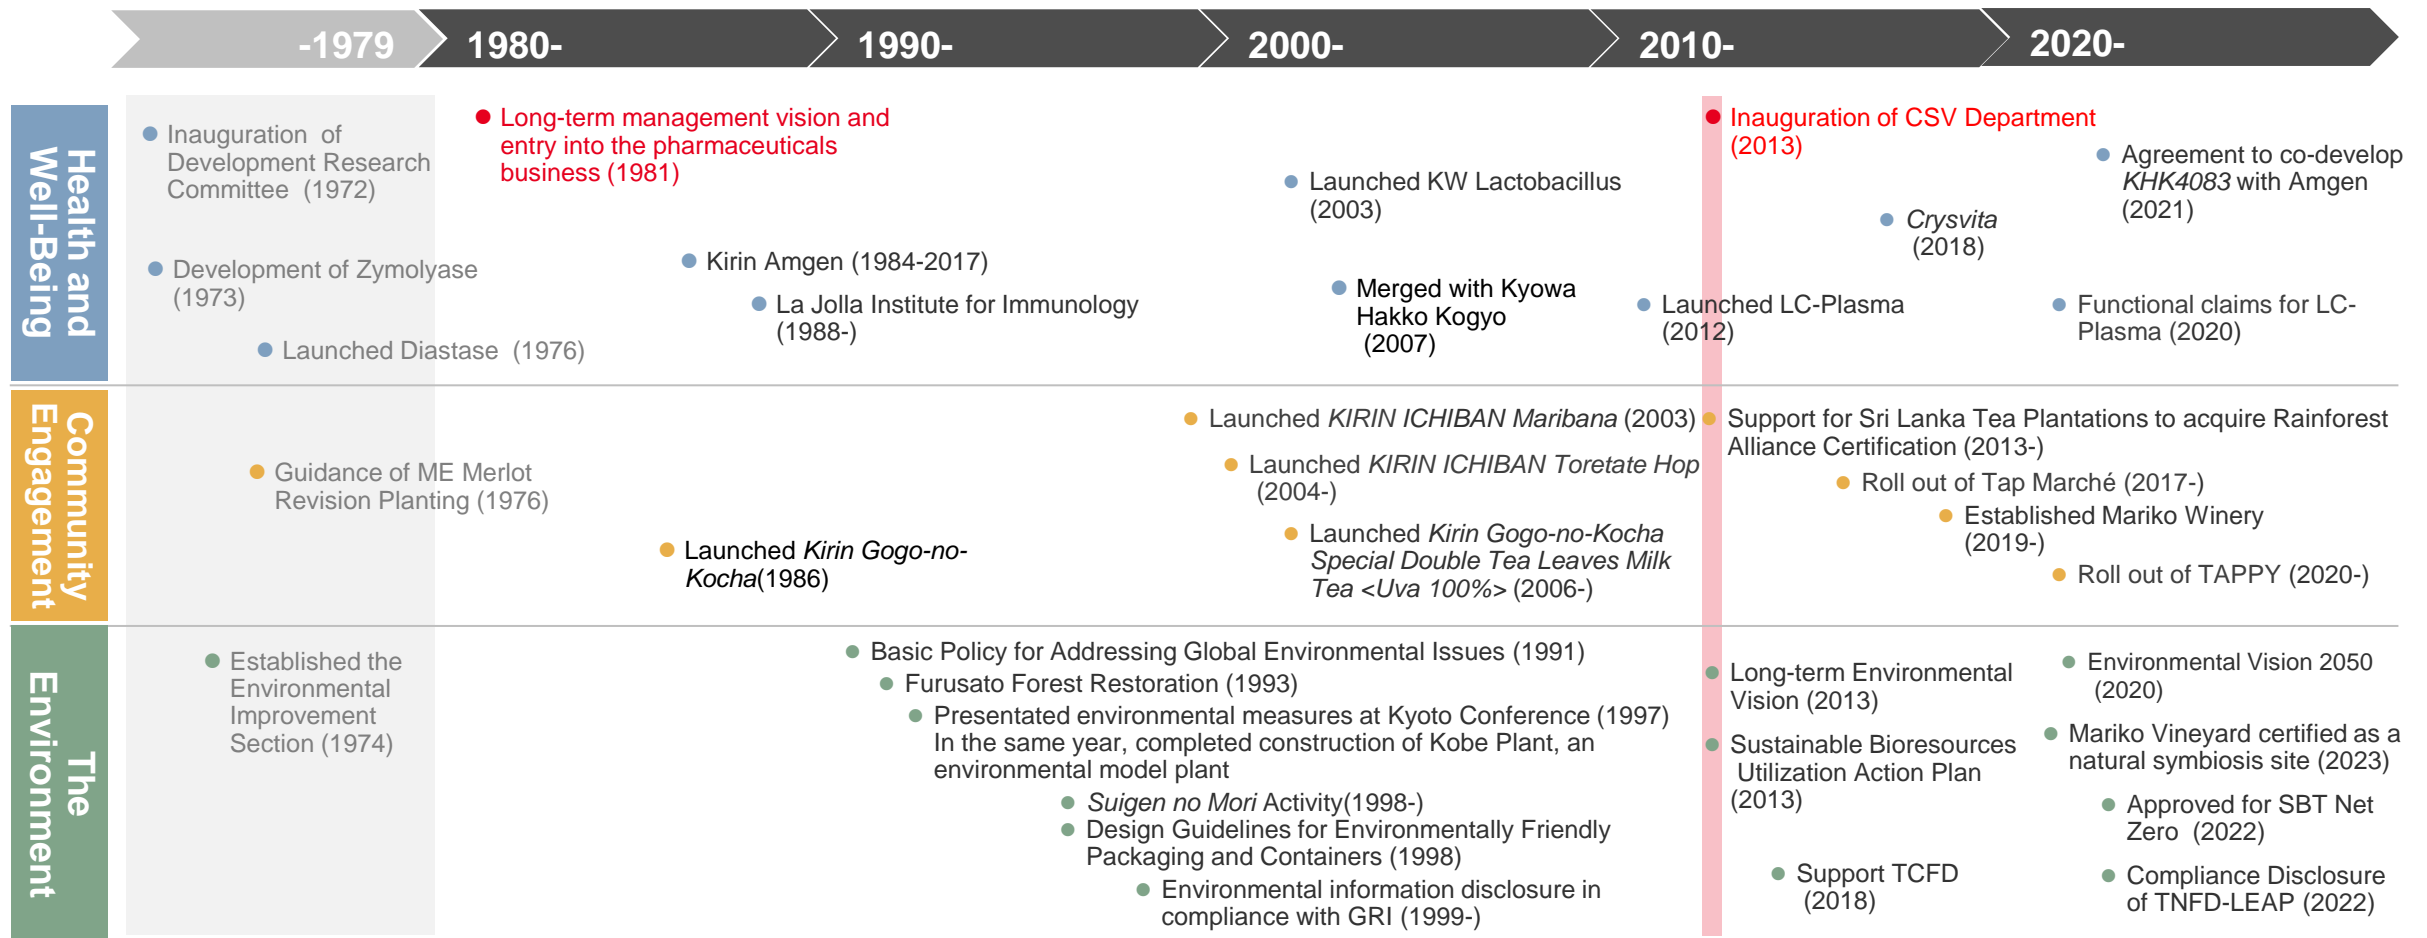 -1979
1980-
1990-
2000-
2010-
2020-
Health and
Well-Being
Inauguration of
Development Research
Committee (1972)
Development of Zymolyase
(1973)
Launched Diastase (1976)
Long-term management vision and
entry into the pharmaceuticals
business (1981)
Kirin Amgen (1984-2017)
La Jolla Institute for Immunology
(1988-)
Launched KW Lactobacillus
(2003)
Merged with Kyowa
Hakko Kogyo
(2007)
Inauguration of CSV Department
(2013)
Launched LC-Plasma
(2012)
Crysvita
(2018)
Agreement to co-develop
KHK4083 with Amgen
(2021)
Functional claims for LC-
Plasma (2020)
Community
Engagement
Guidance of ME Merlot
Revision Planting (1976)
Launched Kirin Gogo-no-
Kocha(1986)
Launched KIRIN ICHIBAN Maribana (2003)
Launched KIRIN ICHIBAN Toretate Hop
(2004-)
Launched Kirin Gogo-no-Kocha
Special Double Tea Leaves Milk
Tea <Uva 100%> (2006-)
Support for Sri Lanka Tea Plantations to acquire Rainforest
Alliance Certification (2013-)
Roll out of Tap Marché (2017-)
Established Mariko Winery
(2019-)
Roll out of TAPPY (2020-)
The
Environment
Established the
Environmental
Improvement
Section (1974)
Basic Policy for Addressing Global Environmental Issues (1991)
Furusato Forest Restoration (1993)
Presentated environmental measures at Kyoto Conference (1997)
In the same year, completed construction of Kobe Plant, an
environmental model plant
Suigen no Mori Activity(1998-)
Design Guidelines for Environmentally Friendly
Packaging and Containers (1998)
Environmental information disclosure in
compliance with GRI (1999-)
Long-term Environmental
Vision (2013)
Sustainable Bioresources
Utilization Action Plan
(2013)
Support TCFD
(2018)
Environmental Vision 2050
(2020)
Mariko Vineyard certified as a
natural symbiosis site (2023)
Approved for SBT Net
Zero (2022)
Compliance Disclosure
of TNFD-LEAP (2022)